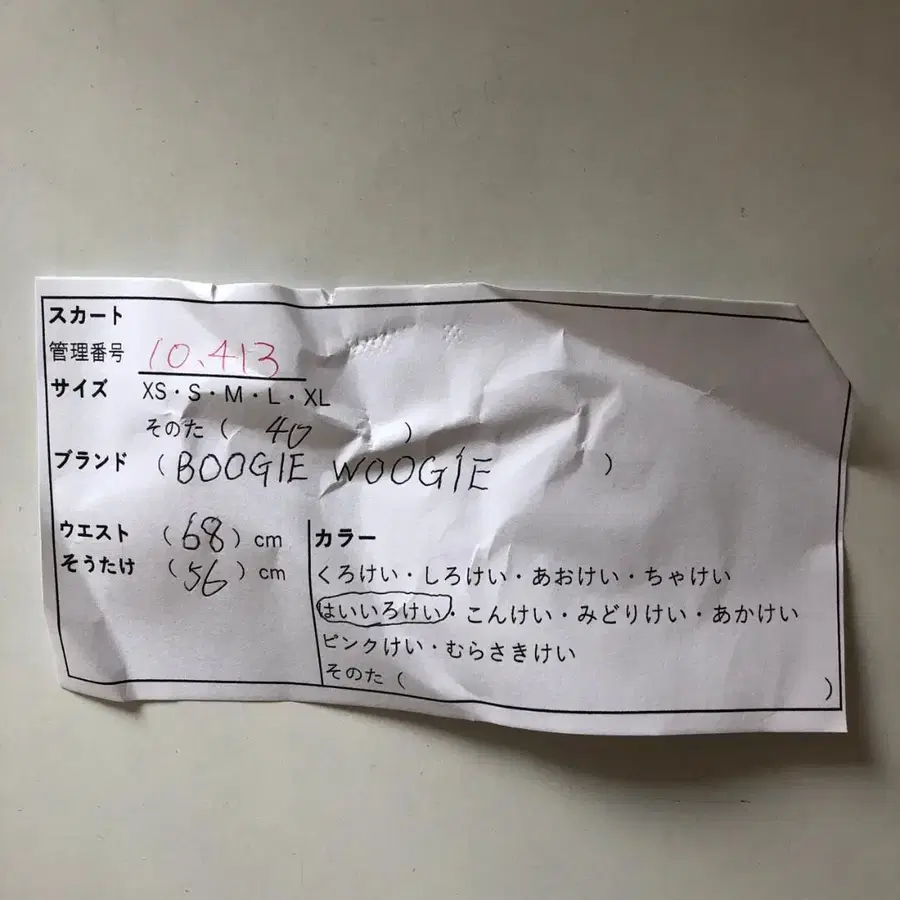 スカート
管理番号 10.413
サイズ XS・S・M・L・XL
そのた ( 40 )
ブランド (BOOGIE WOOGIE )
ウエスト (68) cm
そうたけ (56) cm
カラー
くろけい・しろけい・あおけい・ちゃけい
はいいろけい・こんけい・みどりけい・あかけい
ピンクけい・むらさきけい
そのた ( )